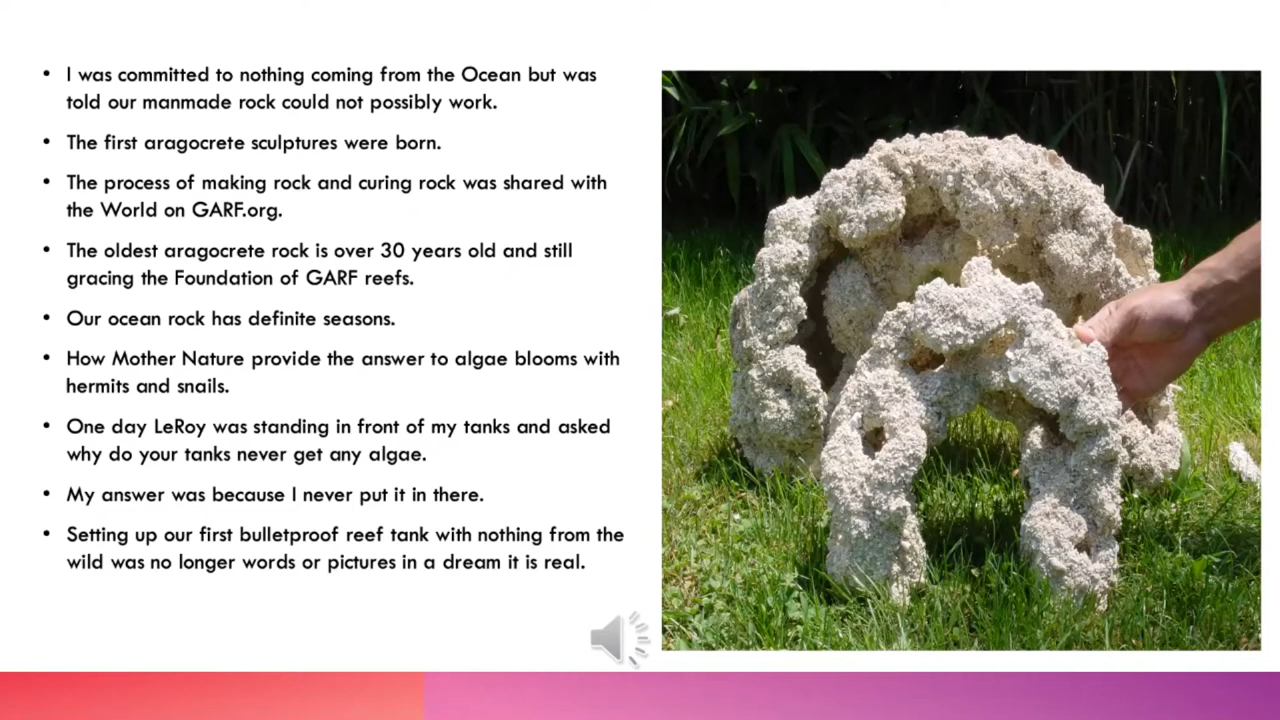 • I was committed to nothing coming from the Ocean but was
told our manmade rock could not possibly work.
• The first aragocrete sculptures were born.
• The process of making rock and curing rock was shared with
the World on GARF.org.
• The oldest aragocrete rock is over 30 years old and still
gracing the Foundation of GARF reefs.
• Our ocean rock has definite seasons.
• How Mother Nature provide the answer to algae blooms with
hermits and snails.
• One day LeRoy was standing in front of my tanks and asked
why do your tanks never get any algae.
• My answer was because I never put it in there.
• Setting up our first bulletproof reef tank with nothing from the
wild was no longer words or pictures in a dream it is real.